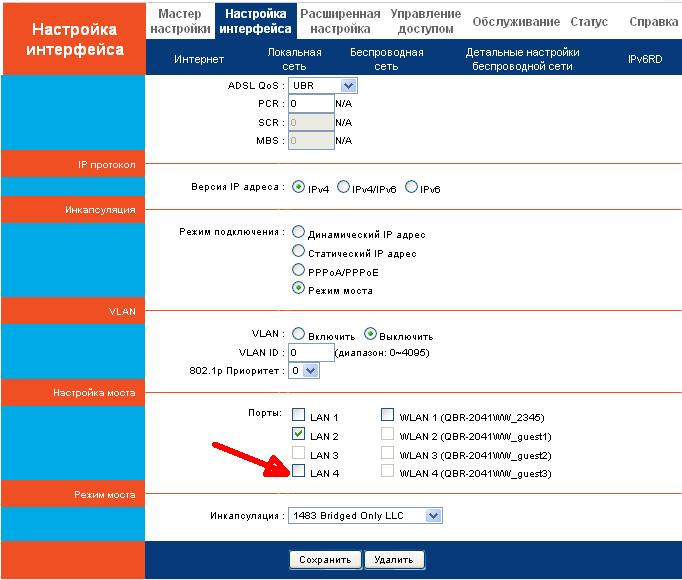 Настройка
интерфейса
Мастер
настройки
Настройка
интерфейса
Расширенная
настройка
Управление
доступом
Обслуживание
Статус
Справка
Интернет
Локальная
сеть
Беспроводная
сеть
Детальные настройки
беспроводной сети
IPv6RD
ADSL QoS : UBR
PCR : 0 N/A
SCR : 0 N/A
MBS : 0 N/A
IP протокол
Версия IP адреса : IPv4 IPv4/IPv6 IPv6
Инкапсуляция
Режим подключения : Динамический IP адрес
Статический IP адрес
PPPoA/PPPoE
Режим моста
VLAN
VLAN : Включить Выключить
VLAN ID : 0 (диапазон: 0~4095)
802.1p Приоритет : 0
Настройка моста
Порты: LAN 1 WLAN 1 (QBR-2041WW_2345)
LAN 2 WLAN 2 (QBR-2041WW_guest1)
LAN 3 WLAN 3 (QBR-2041WW_guest2)
LAN 4 WLAN 4 (QBR-2041WW_guest3)
Режим моста
Инкапсуляция : 1483 Bridged Only LLC
Сохранить Удалить